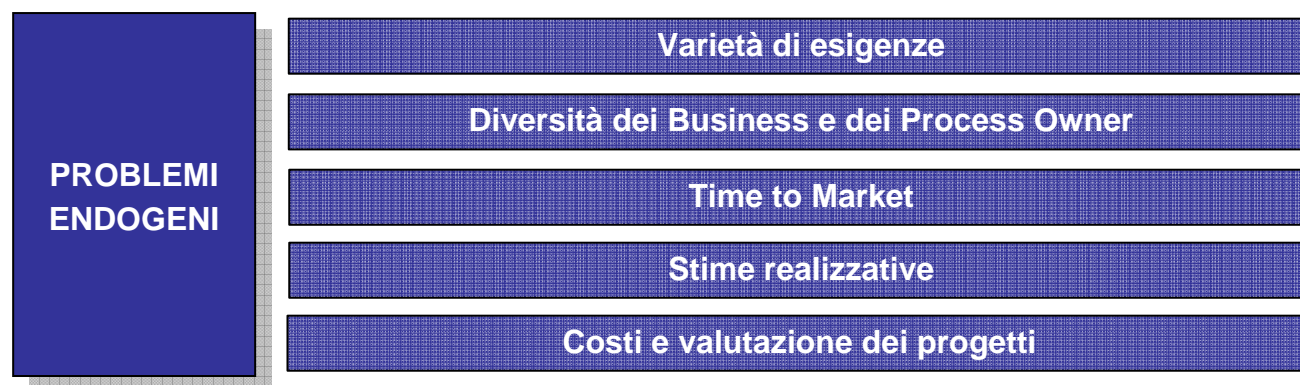 PROBLEMI
ENDOGENI
Varietà di esigenze
Diversità dei Business e dei Process Owner
Time to Market
Stime realizzative
Costi e valutazione dei progetti